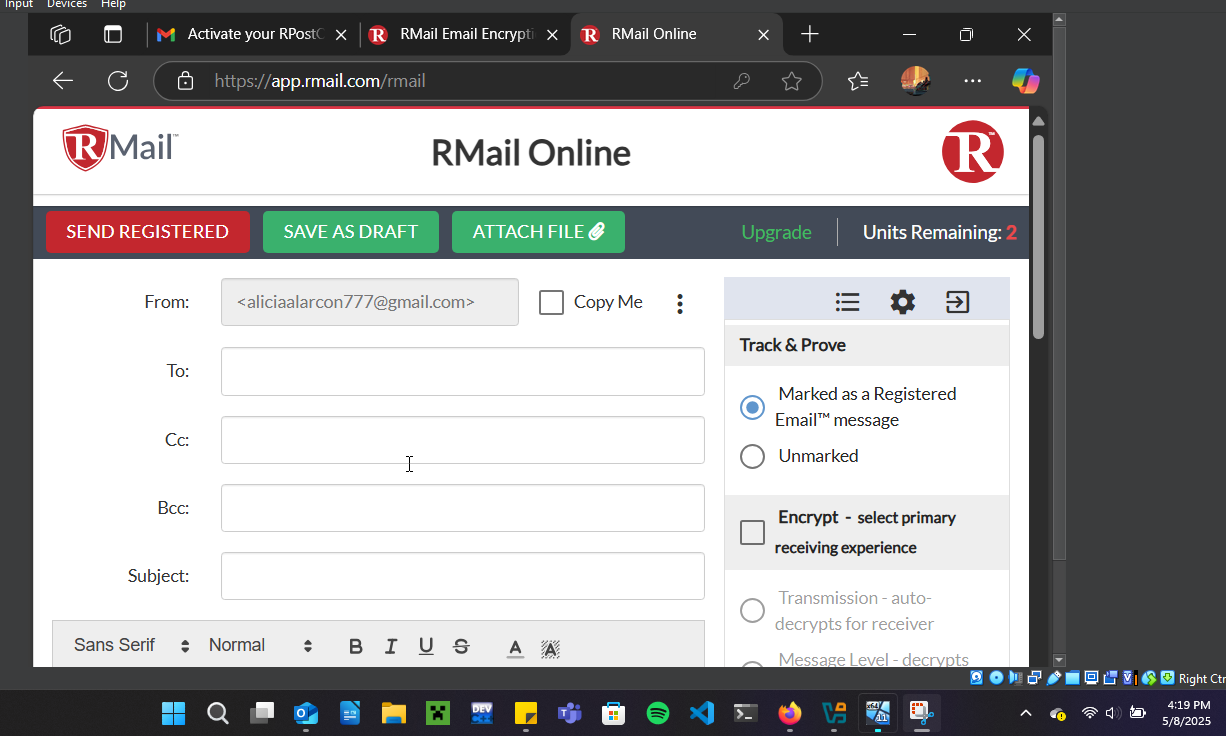 Input Devices Help
Activate your RPostC
RMail Email Encrypti
RMail Online
https://app.rmail.com/rmail
RMail™
RMail Online
R
SEND REGISTERED
SAVE AS DRAFT
ATTACH FILE
Upgrade
Units Remaining: 2
From:
<aliciaalarcon777@gmail.com>
Copy Me
To:
Cc:
Bcc:
Subject:
Sans Serif
Normal
B I U S A A
Track & Prove
Marked as a Registered
Email™ message
Unmarked
Encrypt - select primary
receiving experience
Transmission - auto-
decrypts for receiver
Message Level - decrypts
Right Ctr
DEV
4:19 PM
5/8/2025